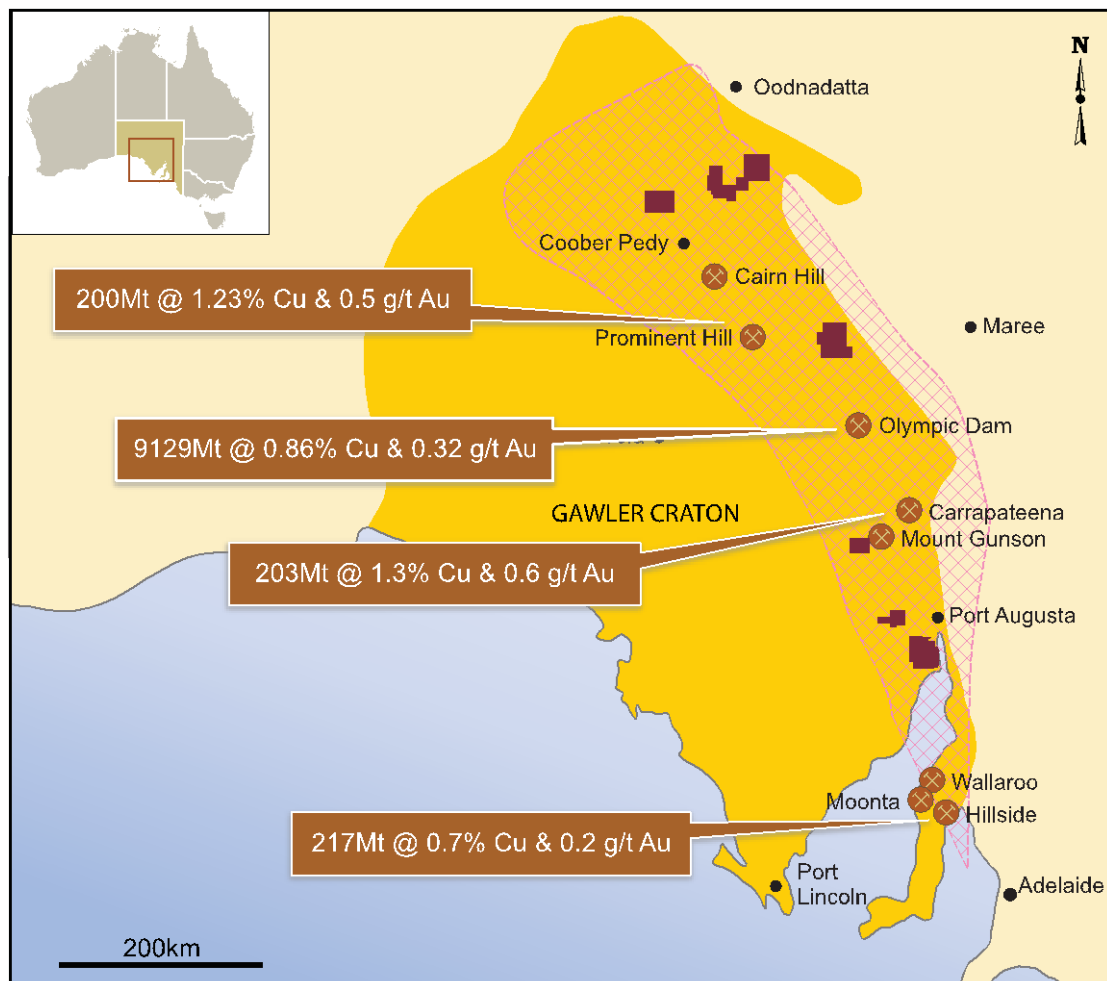 N
Oodnadatta
Coober Pedy
Cairn Hill
200Mt @ 1.23% Cu & 0.5 g/t Au
Prominent Hill
Maree
9129Mt @ 0.86% Cu & 0.32 g/t Au
Olympic Dam
GAWLER CRATON
Carrapateena
Mount Gunson
203Mt @ 1.3% Cu & 0.6 g/t Au
Port Augusta
Wallaroo
Moonta
Hillside
217Mt @ 0.7% Cu & 0.2 g/t Au
Port
Lincoln
Adelaide
200km